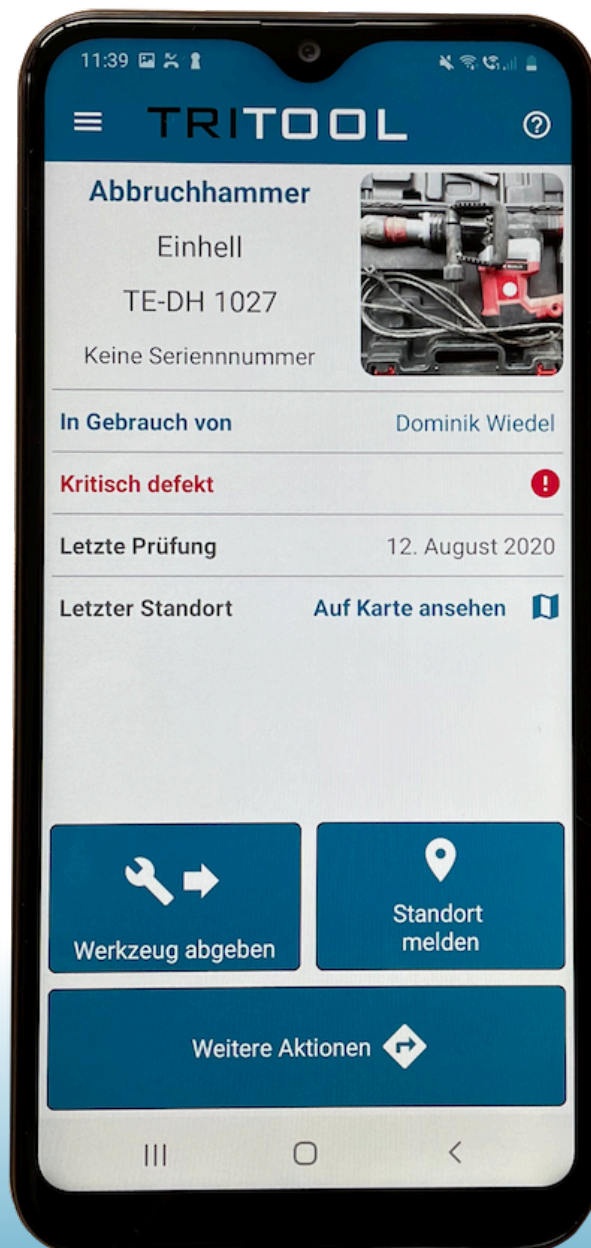 11:39
TRITOOL
Abbruchhammer
Einhell
TE-DH 1027
Keine Seriennnummer
In Gebrauch von Dominik Wiedel
Kritisch defekt
Letzte Prüfung 12. August 2020
Letzter Standort Auf Karte ansehen
Werkzeug abgeben
Standort
melden
Weitere Aktionen